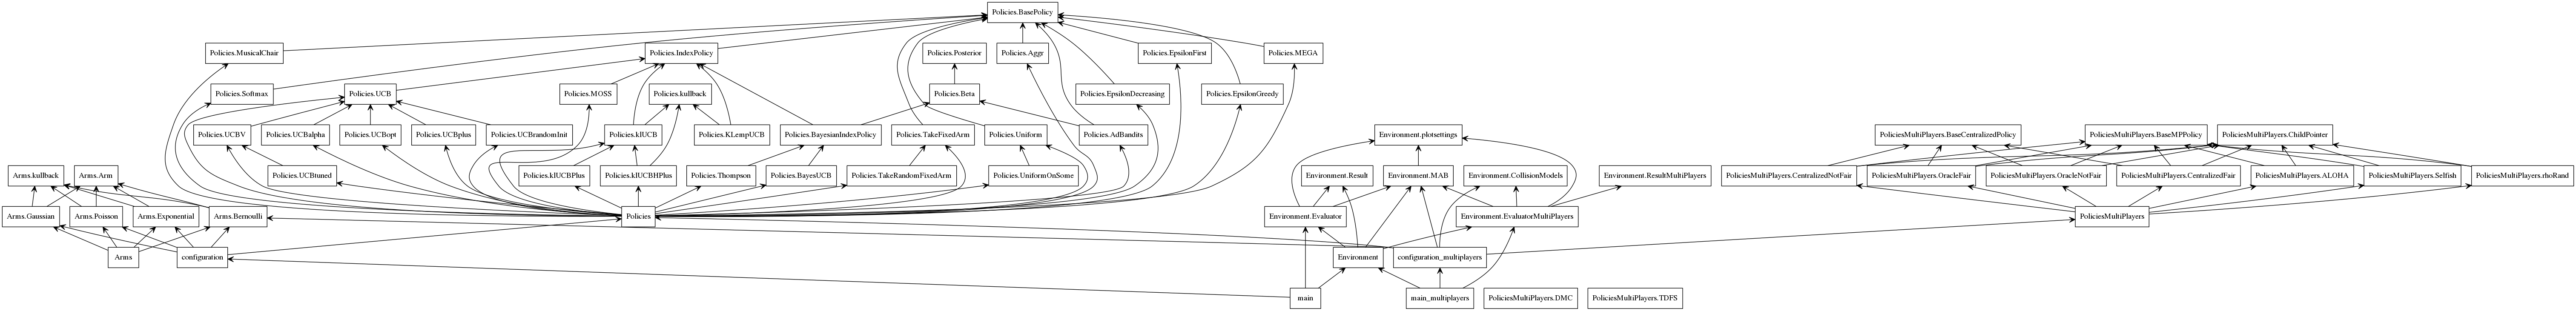 Policies.BasePolicy
Policies.MusicalChair
Policies.IndexPolicy
Policies.Posterior
Policies.Aggr
Policies.EpsilonFirst
Policies.MEGA
Policies.Softmax
Policies.UCB
Policies.MOSS
Policies.kullback
Policies.Beta
Policies.EpsilonDecreasing
Policies.EpsilonGreedy
Policies.UCBV
Policies.UCBalpha
Policies.UCBopt
Policies.UCBplus
Policies.UCBrandomInit
Policies.klUCB
Policies.KLempUCB
Policies.BayesianIndexPolicy
Policies.TakeFixedArm
Policies.Uniform
Policies.AdBandits
Environment.plotsettings
PoliciesMultiPlayers.BaseCentralizedPolicy
PoliciesMultiPlayers.BaseMPPolicy
PoliciesMultiPlayers.ChildPointer
Arms.kullback
Arms.Arm
Policies.UCBtuned
Policies.klUCBPlus
Policies.klUCBHPlus
Policies.Thompson
Policies.BayesUCB
Policies.TakeRandomFixedArm
Policies.UniformOnSome
Environment.Result
Environment.MAB
Environment.CollisionModels
Environment.ResultMultiPlayers
PoliciesMultiPlayers.CentralizedNotFair
PoliciesMultiPlayers.OracleFair
PoliciesMultiPlayers.OracleNotFair
PoliciesMultiPlayers.CentralizedFair
PoliciesMultiPlayers.ALOHA
PoliciesMultiPlayers.Selfish
PoliciesMultiPlayers.rhoRand
Arms.Gaussian
Arms.Poisson
Arms.Exponential
Arms.Bernoulli
Policies
Environment.Evaluator
Environment.EvaluatorMultiPlayers
PoliciesMultiPlayers
Arms
configuration
Environment
configuration_multiplayers
main
main_multiplayers
PoliciesMultiPlayers.DMC
PoliciesMultiPlayers.TDFS